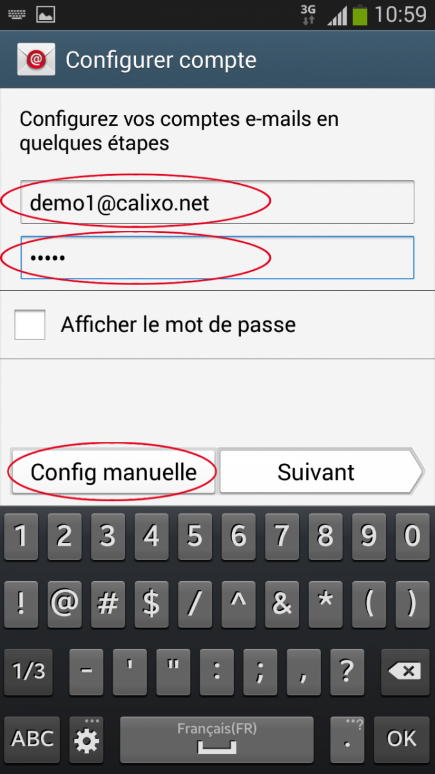 3G 10:59
@ Configurer compte
Configurez vos comptes e-mails en
quelques étapes
demo1@calixo.net
•••••
Afficher le mot de passe
Config manuelle Suivant
1 2 3 4 5 6 7 8 9 0
! @ # $ / ^ & * ( )
1/3 - ' " : ; , ?
ABC Français(FR) . ...? OK